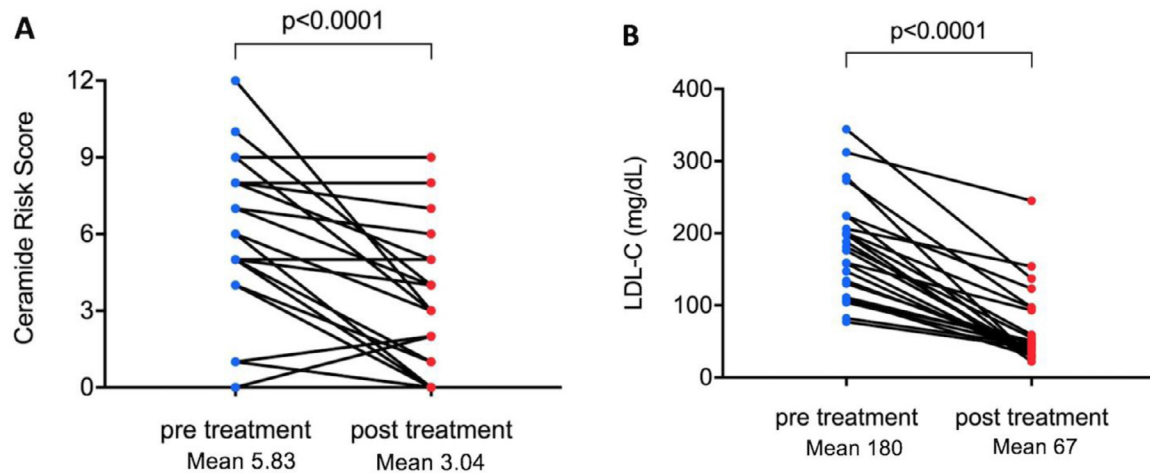 A
p<0.0001
Ceramide Risk Score
12
9
6
3
0
pre treatment
Mean 5.83
post treatment
Mean 3.04
B
p<0.0001
LDL-C (mg/dL)
400
300
200
100
0
pre treatment
Mean 180
post treatment
Mean 67